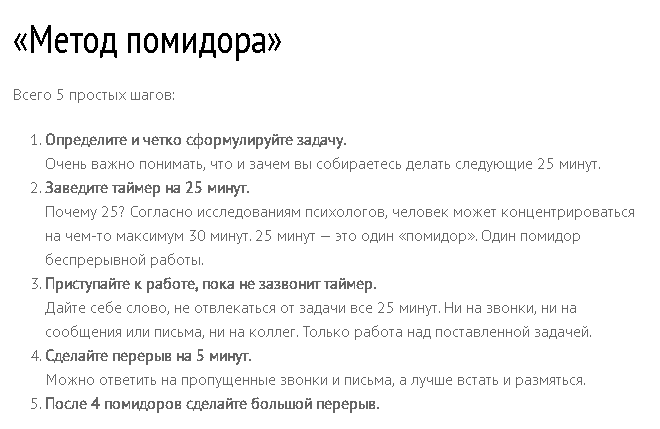 «Метод помидора»
Всего 5 простых шагов:
1. Определите и четко сформулируйте задачу.
Очень важно понимать, что и зачем вы собираетесь делать следующие 25 минут.
2. Заведите таймер на 25 минут.
Почему 25? Согласно исследованиям психологов, человек может концентрироваться
на чем-то максимум 30 минут. 25 минут — это один «помидор». Один помидор
беспрерывной работы.
3. Приступайте к работе, пока не зазвонит таймер.
Дайте себе слово, не отвлекаться от задачи все 25 минут. Ни на звонки, ни на
сообщения или письма, ни на коллег. Только работа над поставленной задачей.
4. Сделайте перерыв на 5 минут.
Можно ответить на пропущенные звонки и письма, а лучше встать и размяться.
5. После 4 помидоров сделайте большой перерыв.